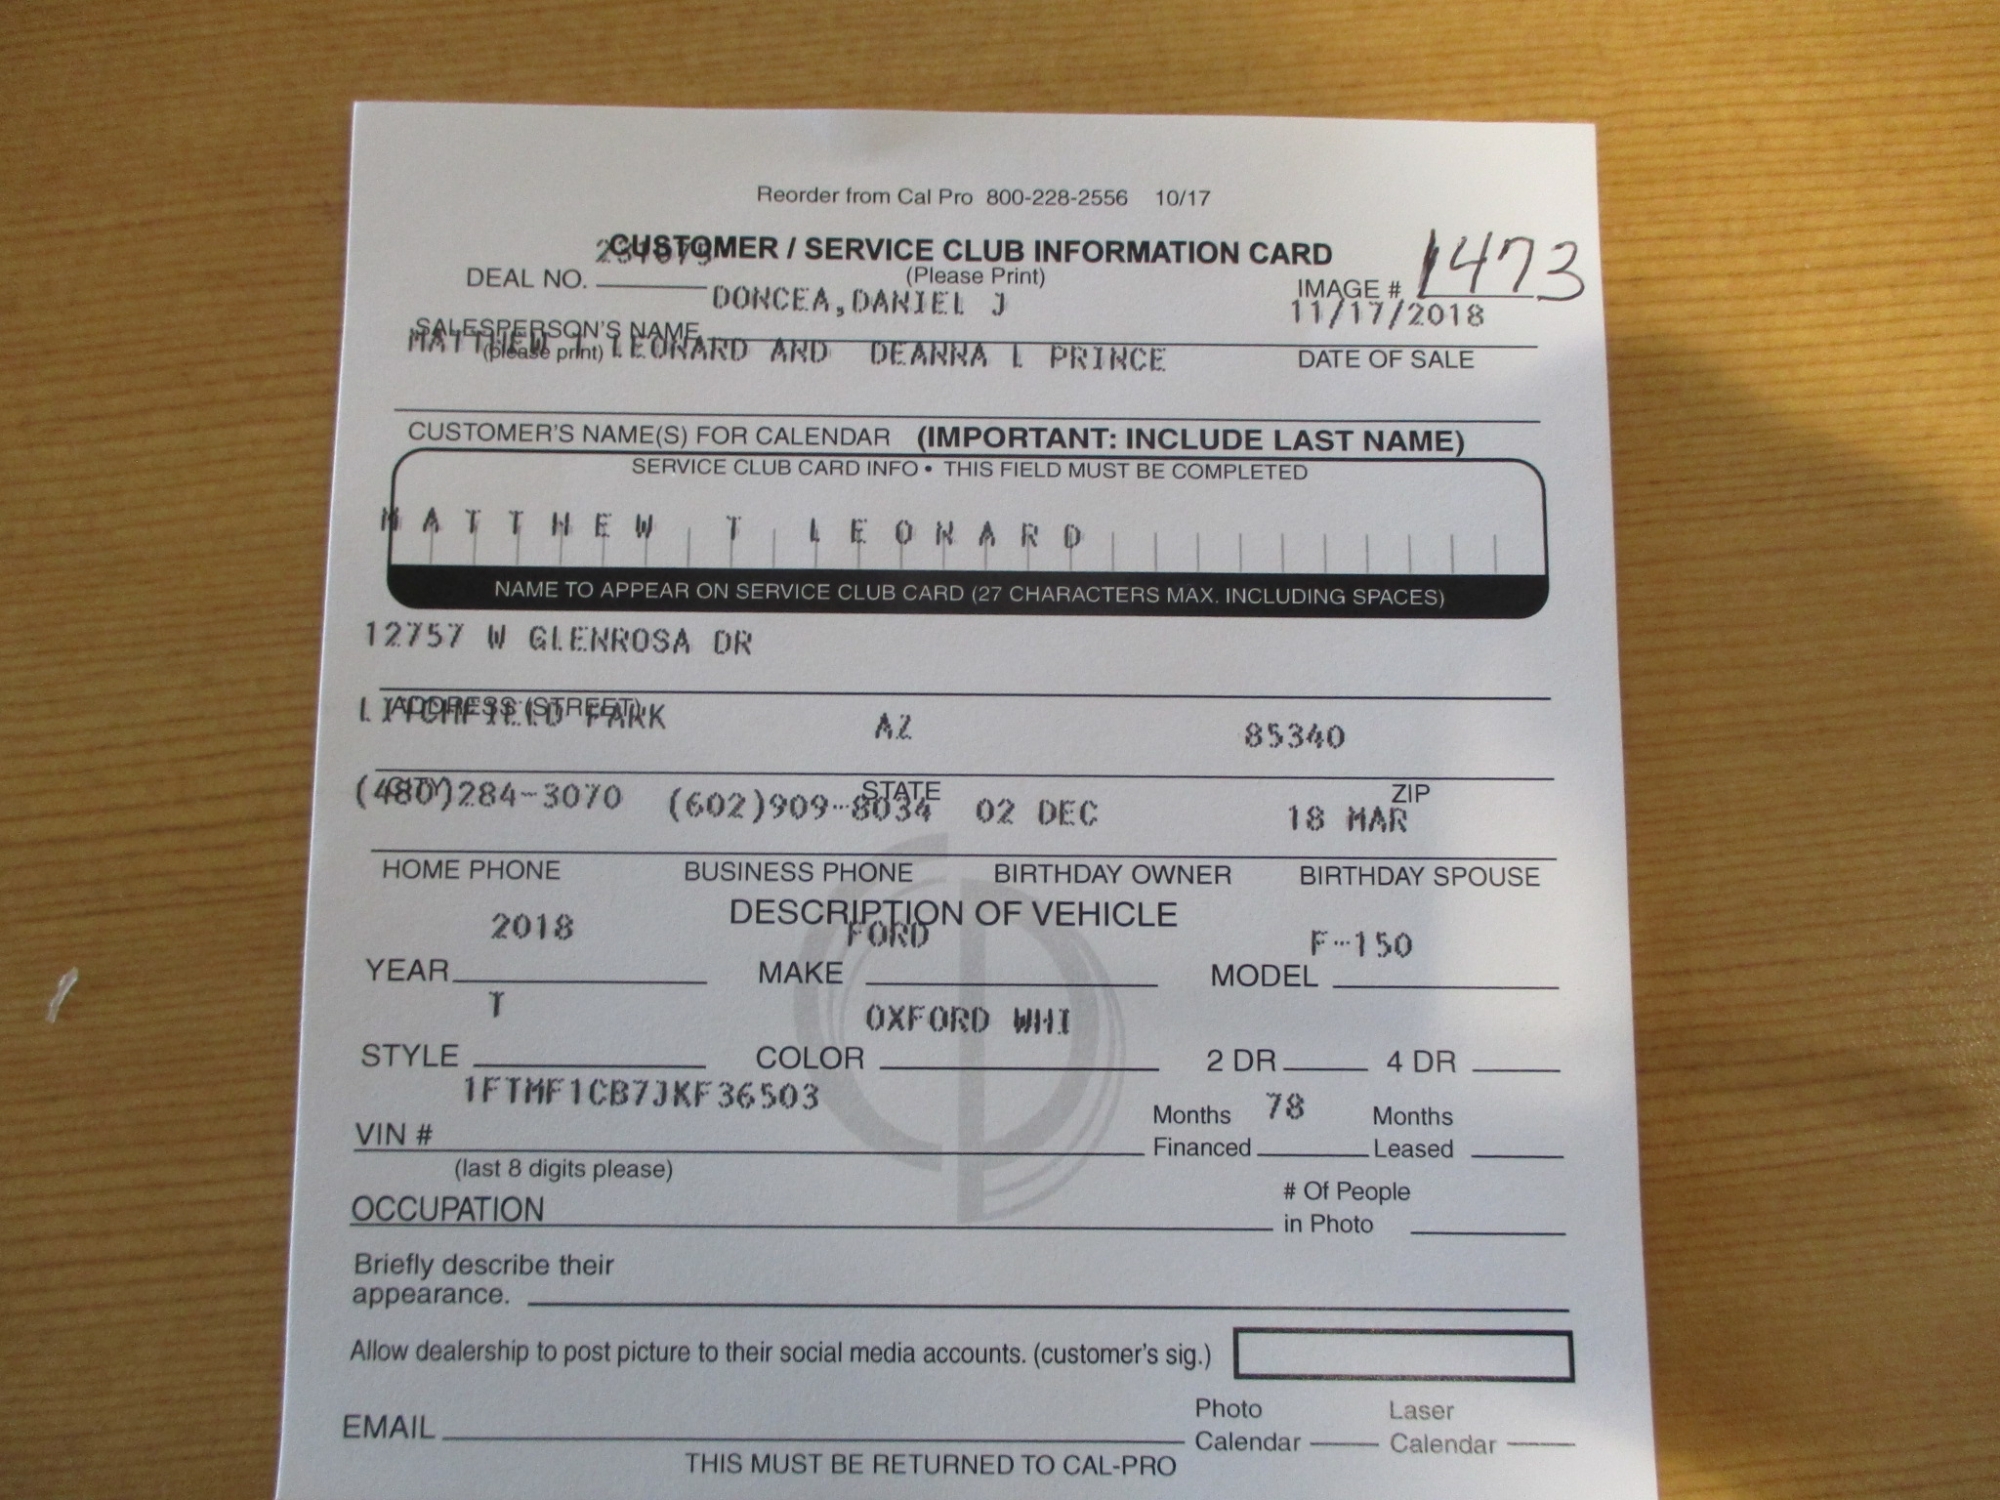 Reorder from Cal Pro 800-228-2556 10/17
CUSTOMER / SERVICE CLUB INFORMATION CARD
(Please Print)
DEAL NO.
IMAGE # 1473
DONCEA,DANIEL J
11/17/2018
SALESPERSON'S NAME
(please print)
DATE OF SALE
MATTHEW T LEONARD AND DEANNA L PRINCE
CUSTOMER'S NAME(S) FOR CALENDAR (IMPORTANT: INCLUDE LAST NAME)
SERVICE CLUB CARD INFO • THIS FIELD MUST BE COMPLETED
MATTHEW T LEONARD
NAME TO APPEAR ON SERVICE CLUB CARD (27 CHARACTERS MAX. INCLUDING SPACES)
12757 W GLENROSA DR
ADDRESS (STREET)
LITCHFIELD PARK AZ 85340
CITY STATE ZIP
(480)284-3070 (602)909-8034 02 DEC 18 MAR
HOME PHONE BUSINESS PHONE BIRTHDAY OWNER BIRTHDAY SPOUSE
DESCRIPTION OF VEHICLE
2018 FORD F-150
YEAR MAKE MODEL
T OXFORD WHI
STYLE COLOR 2 DR 4 DR
1FTMF1CB7JKF36503
VIN #
(last 8 digits please)
Months Financed 78 Months Leased
OCCUPATION
# Of People
in Photo
Briefly describe their
appearance.
Allow dealership to post picture to their social media accounts. (customer's sig.)
EMAIL
Photo Calendar
Laser Calendar
THIS MUST BE RETURNED TO CAL-PRO